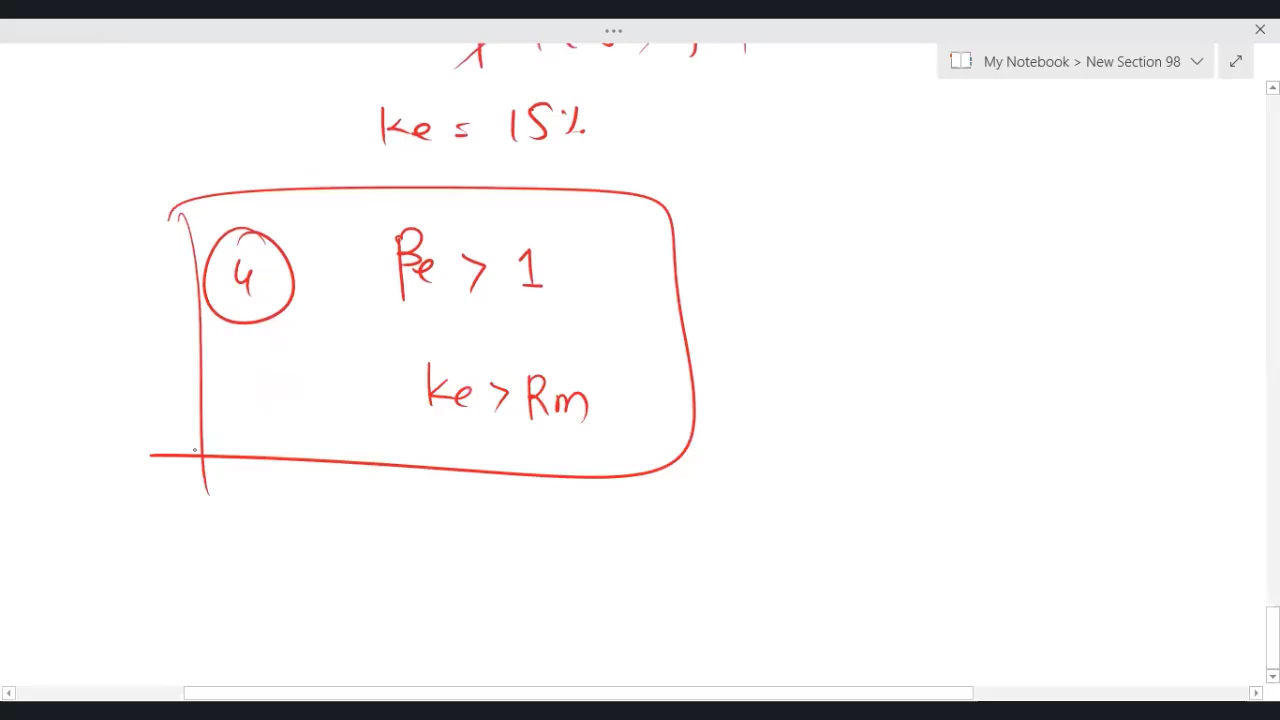 ...
My Notebook > New Section 98
ke = 15%
4 βe > 1
ke > Rm